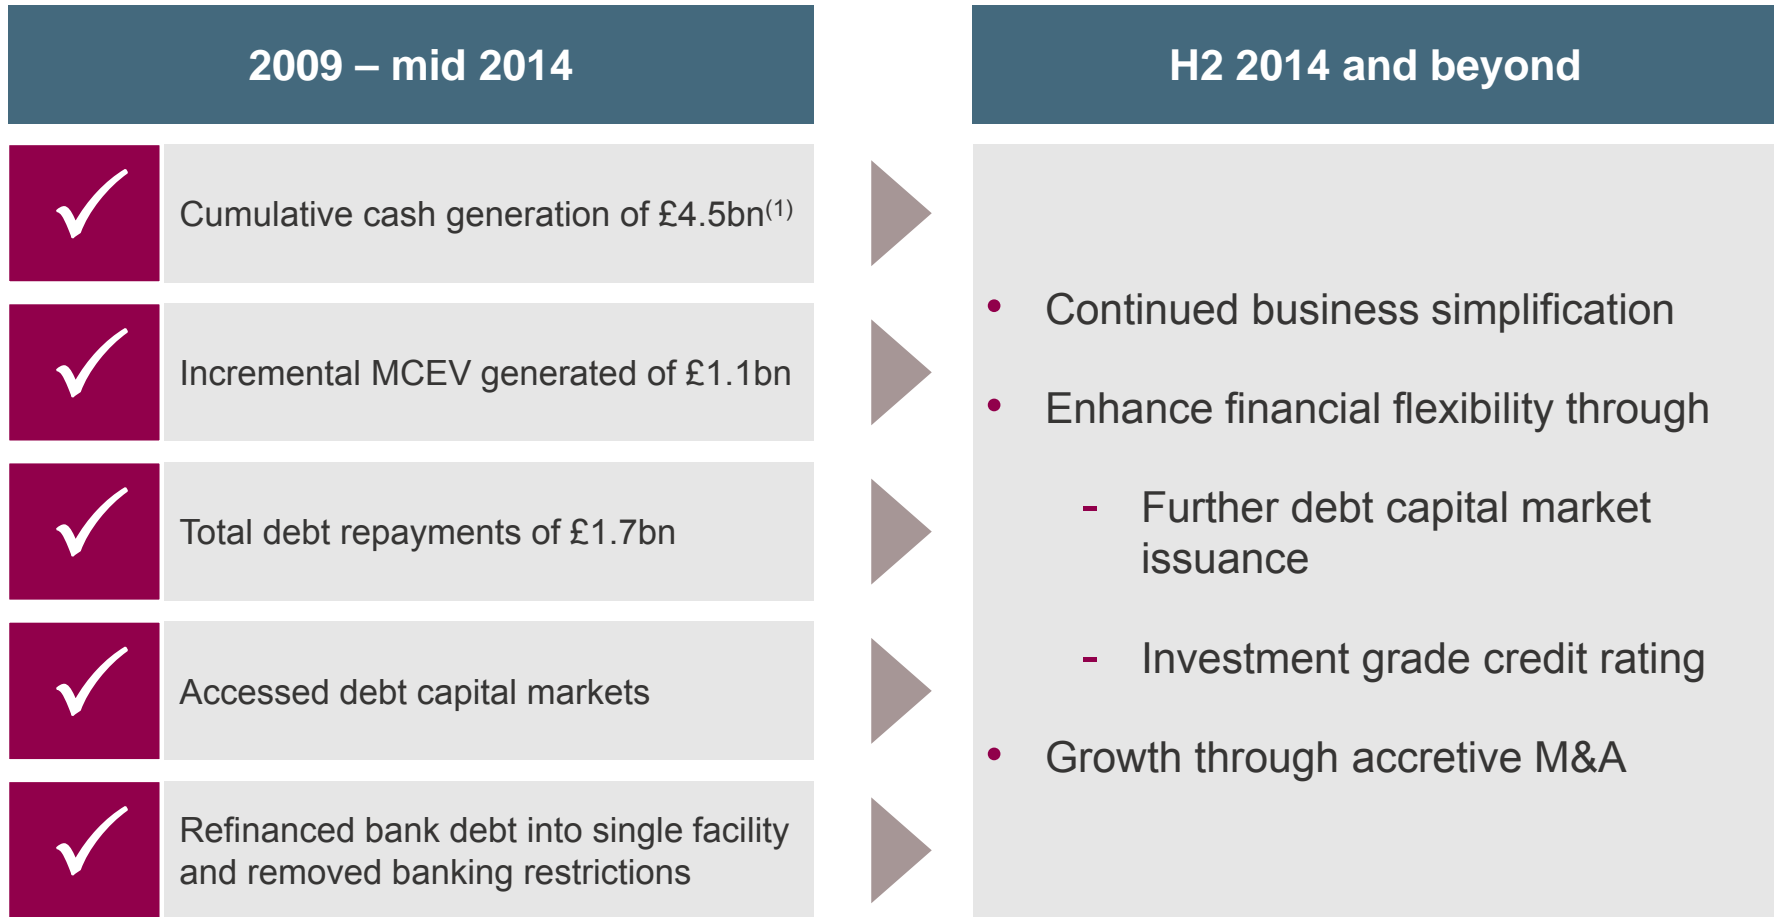 2009 – mid 2014
Cumulative cash generation of £4.5bn(1)
Incremental MCEV generated of £1.1bn
Total debt repayments of £1.7bn
Accessed debt capital markets
Refinanced bank debt into single facility
and removed banking restrictions
H2 2014 and beyond
• Continued business simplification
• Enhance financial flexibility through
- Further debt capital market
issuance
- Investment grade credit rating
• Growth through accretive M&A